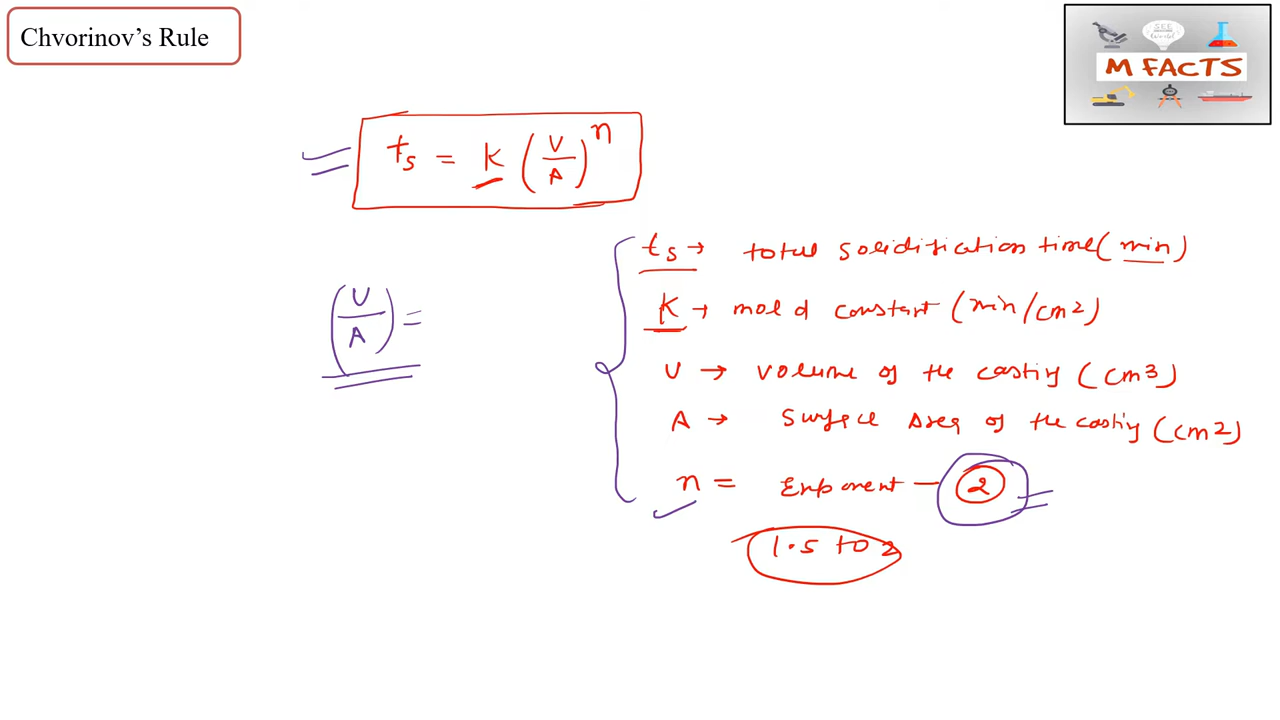 Chvorinov's Rule
SEE
M FACTS
ts = K (V/A)^n
ts → total solidification time (min)
K → mold constant (min/cm2)
(V/A) =
V → volume of the casting (cm3)
A → Surface Area of the casting (cm2)
n = Exponent – 2
1.5 to 2